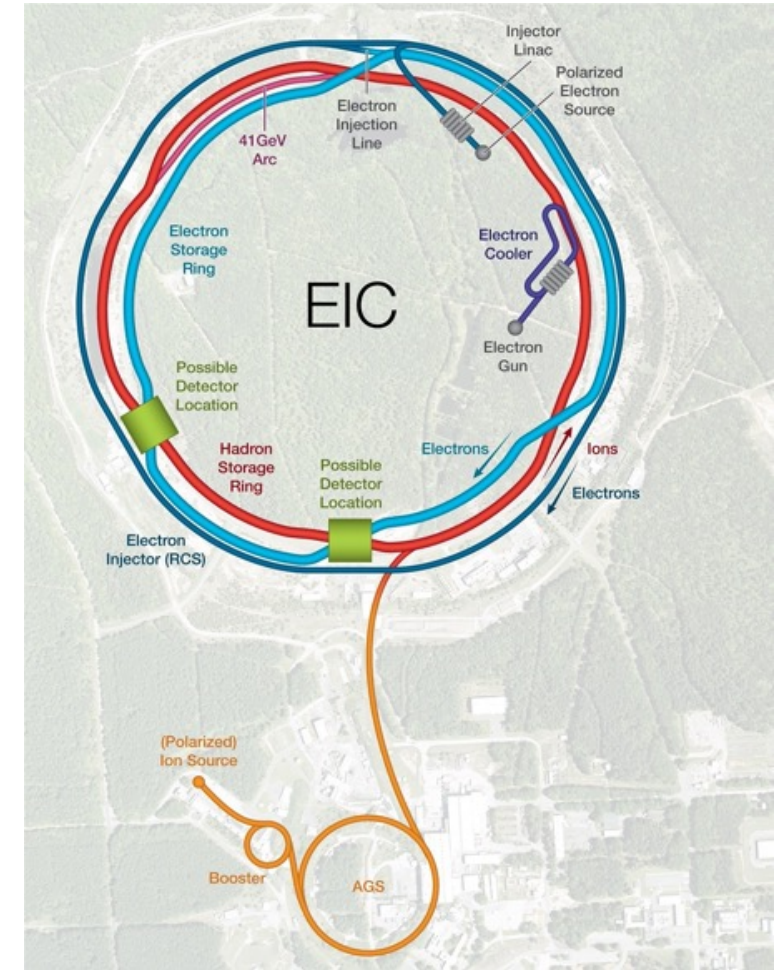 Injector
Linac
Polarized
Electron
Source
Electron
Injection
Line
41GeV
Arc
Electron
Storage
Ring
Electron
Cooler
EIC
Electron
Gun
Possible
Detector
Location
Hadron
Storage
Ring
Possible
Detector
Location
Electrons
Ions
Electrons
Electron
Injector (RCS)
(Polarized)
Ion Source
Booster
AGS